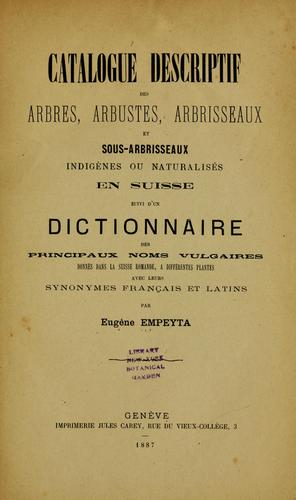 CATALOGUE DESCRIPTIF
DES
ARBRES, ARBUSTES, ARBRISSEAUX
ET
SOUS-ARBRISSEAUX
INDIGÈNES OU NATURALISÉS
EN SUISSE
SUIVI D'UN
DICTIONNAIRE
DES
PRINCIPAUX NOMS VULGAIRES
DONNÉS DANS LA SUISSE ROMANDE, A DIFFÉRENTES PLANTES
AVEC LEURS
SYNONYMES FRANÇAIS ET LATINS
PAR
Eugène EMPEYTA
LIBRARY
NEW YORK
BOTANICAL
GARDEN
GENÈVE
IMPRIMERIE JULES CAREY, RUE DU VIEUX-COLLÈGE, 3
1887